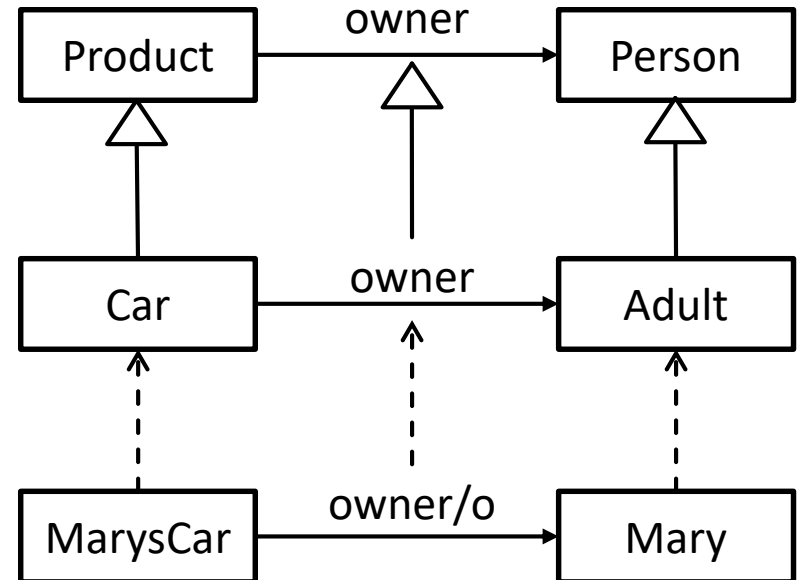 owner
Product
Person
owner
Car
Adult
owner/o
MarysCar
Mary